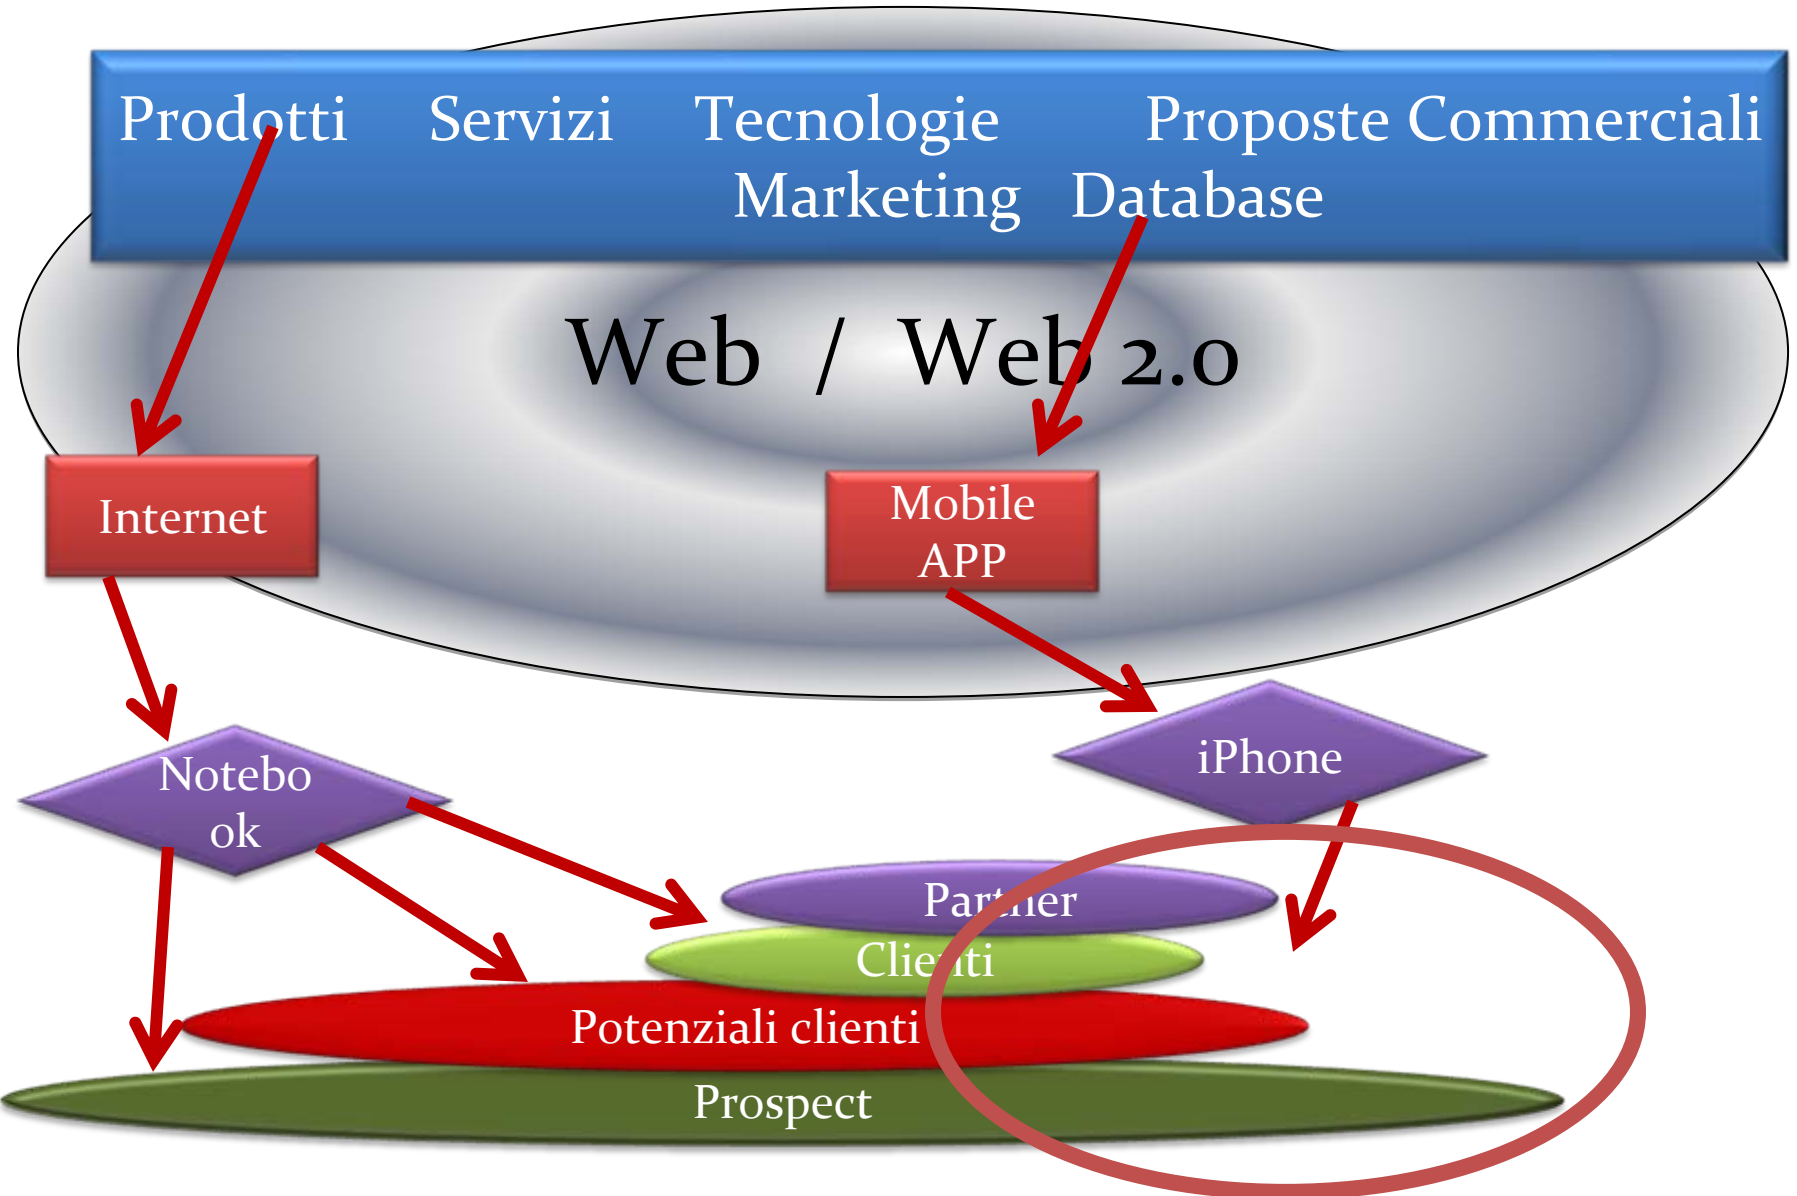 Prodotti Servizi Tecnologie Proposte Commerciali
Marketing Database
Web / Web 2.0
Internet
Mobile
APP
iPhone
Notebo
ok
Partner
Clienti
Potenziali clienti
Prospect